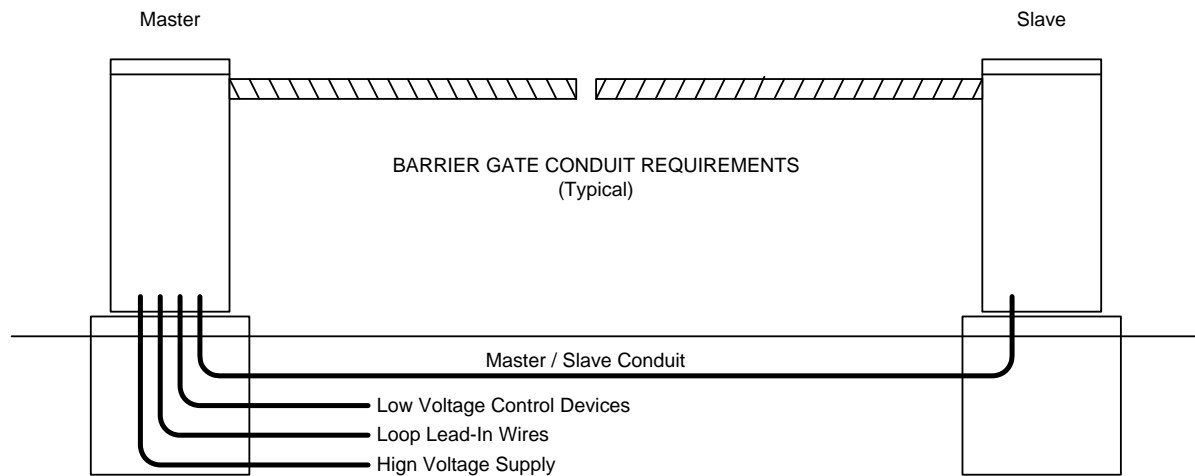 Master
Slave
BARRIER GATE CONDUIT REQUIREMENTS
(Typical)
Master / Slave Conduit
Low Voltage Control Devices
Loop Lead-In Wires
Hign Voltage Supply